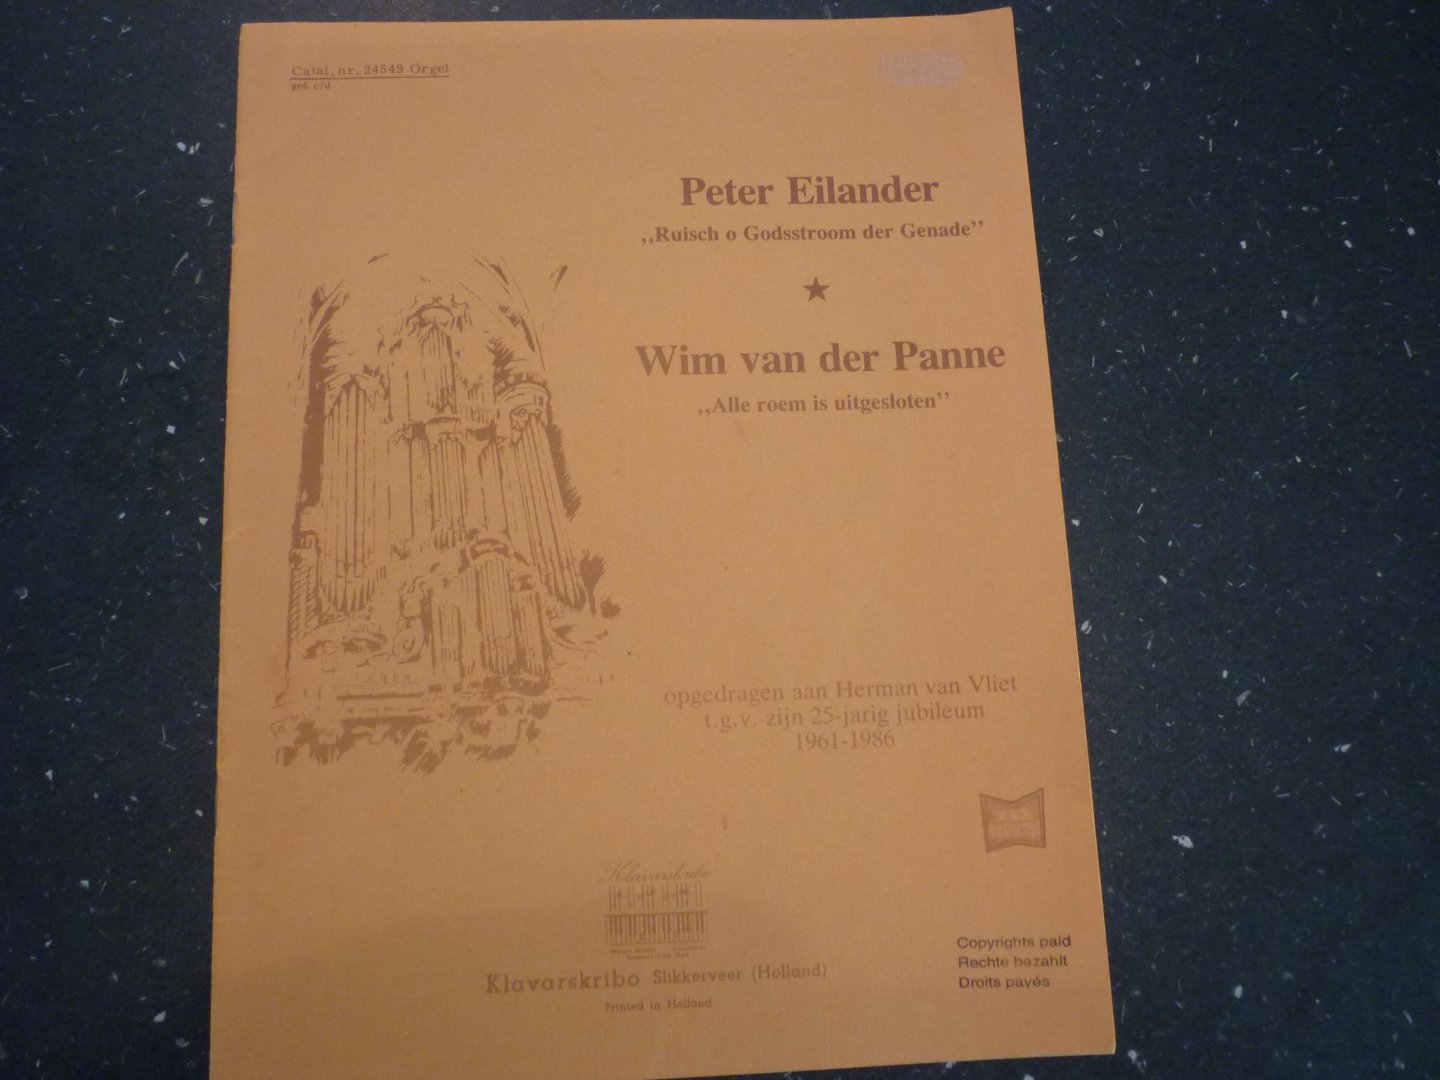 Catal. nr. 24549 Orgel
grd. c/d
Peter Eilander
„Ruisch o Godsstroom der Genade”
★
Wim van der Panne
„Alle roem is uitgesloten”
opgedragen aan Herman van Vliet
t.g.v. zijn 25-jarig jubileum
1961-1986
Klavarskribo
Klavarskribo Slikkerveer (Holland)
Printed in Holland
Copyrights paid
Rechte bezahlt
Droits payés